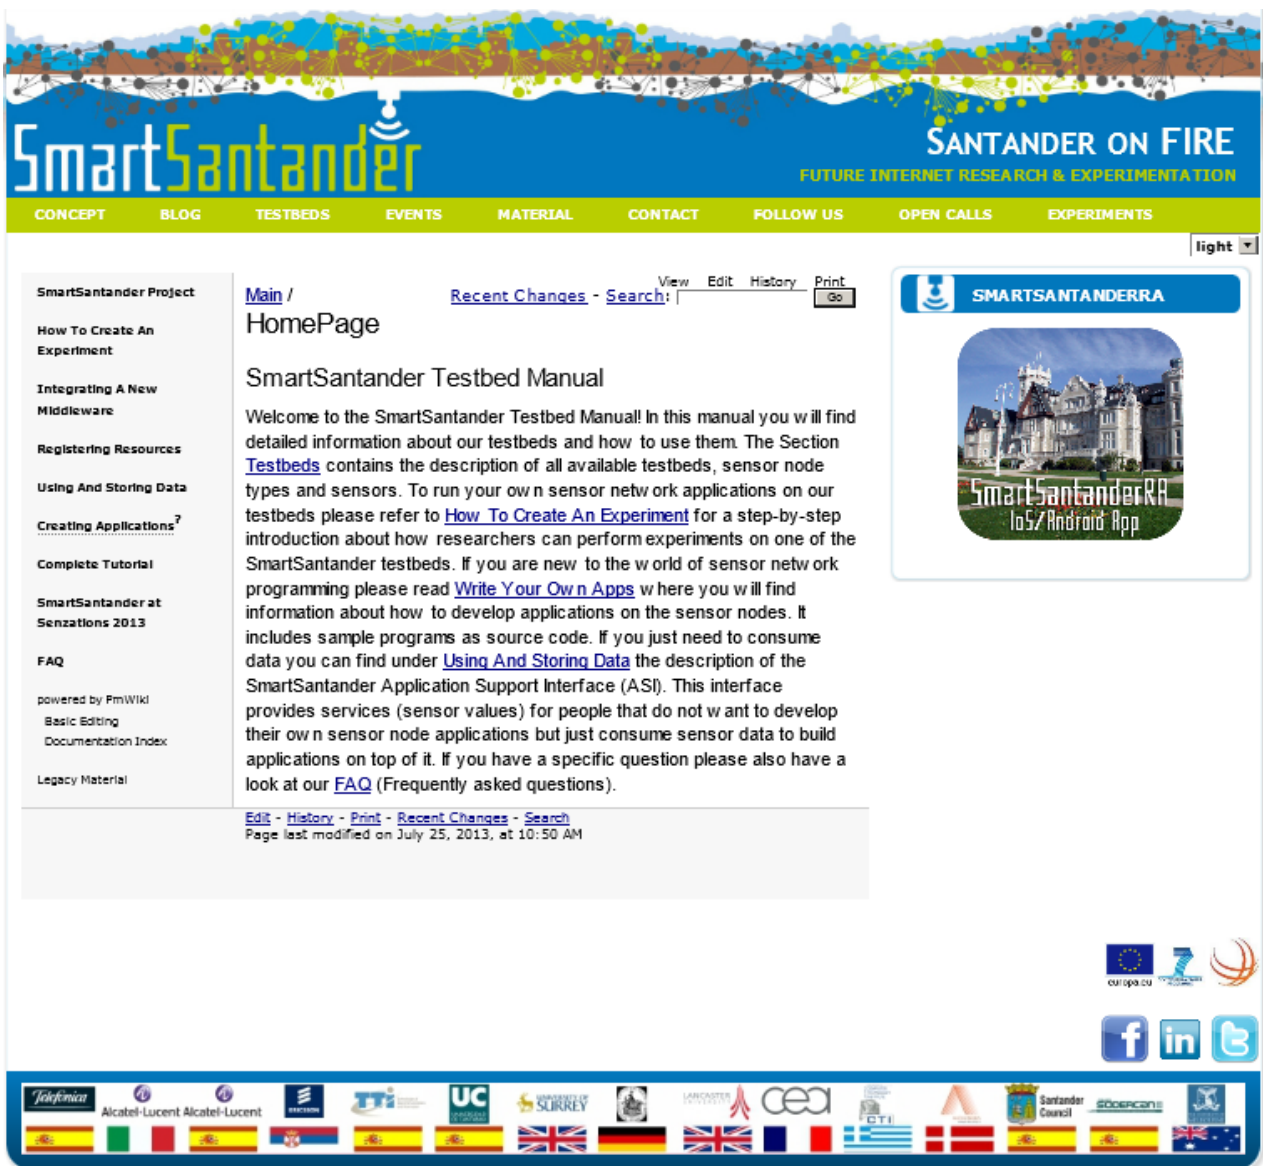 SmartSantander
SANTANDER ON FIRE
FUTURE INTERNET RESEARCH & EXPERIMENTATION
CONCEPT BLOG TESTBEDS EVENTS MATERIAL CONTACT FOLLOW US OPEN CALLS EXPERIMENTS
light
SmartSantander Project
How To Create An
Experiment
Integrating A New
Middleware
Registering Resources
Using And Storing Data
Creating Applications?
Complete Tutorial
SmartSantander at
Senzations 2013
FAQ
powered by PmWiki
Basic Editing
Documentation Index
Legacy Material
View Edit History Print
Main / Recent Changes - Search: Go
HomePage
SmartSantander Testbed Manual
Welcome to the SmartSantander Testbed Manual! In this manual you will find
detailed information about our testbeds and how to use them. The Section
Testbeds contains the description of all available testbeds, sensor node
types and sensors. To run your own sensor network applications on our
testbeds please refer to How To Create An Experiment for a step-by-step
introduction about how researchers can perform experiments on one of the
SmartSantander testbeds. If you are new to the world of sensor network
programming please read Write Your Own Apps where you will find
information about how to develop applications on the sensor nodes. It
includes sample programs as source code. If you just need to consume
data you can find under Using And Storing Data the description of the
SmartSantander Application Support Interface (ASI). This interface
provides services (sensor values) for people that do not want to develop
their own sensor node applications but just consume sensor data to build
applications on top of it. If you have a specific question please also have a
look at our FAQ (Frequently asked questions).
Edit - History - Print - Recent Changes - Search
Page last modified on July 25, 2013, at 10:50 AM
SMARTSANTANDERRA
SmartSantanderRA
IoS/Android App
europa.eu
f in
Telefónica
Alcatel-Lucent Alcatel-Lucent
ERICSSON
TTi
UC
UNIVERSITY OF
SURREY
LANCASTER
UNIVERSITY
cea
CTI
Santander
Council
SODERCAN